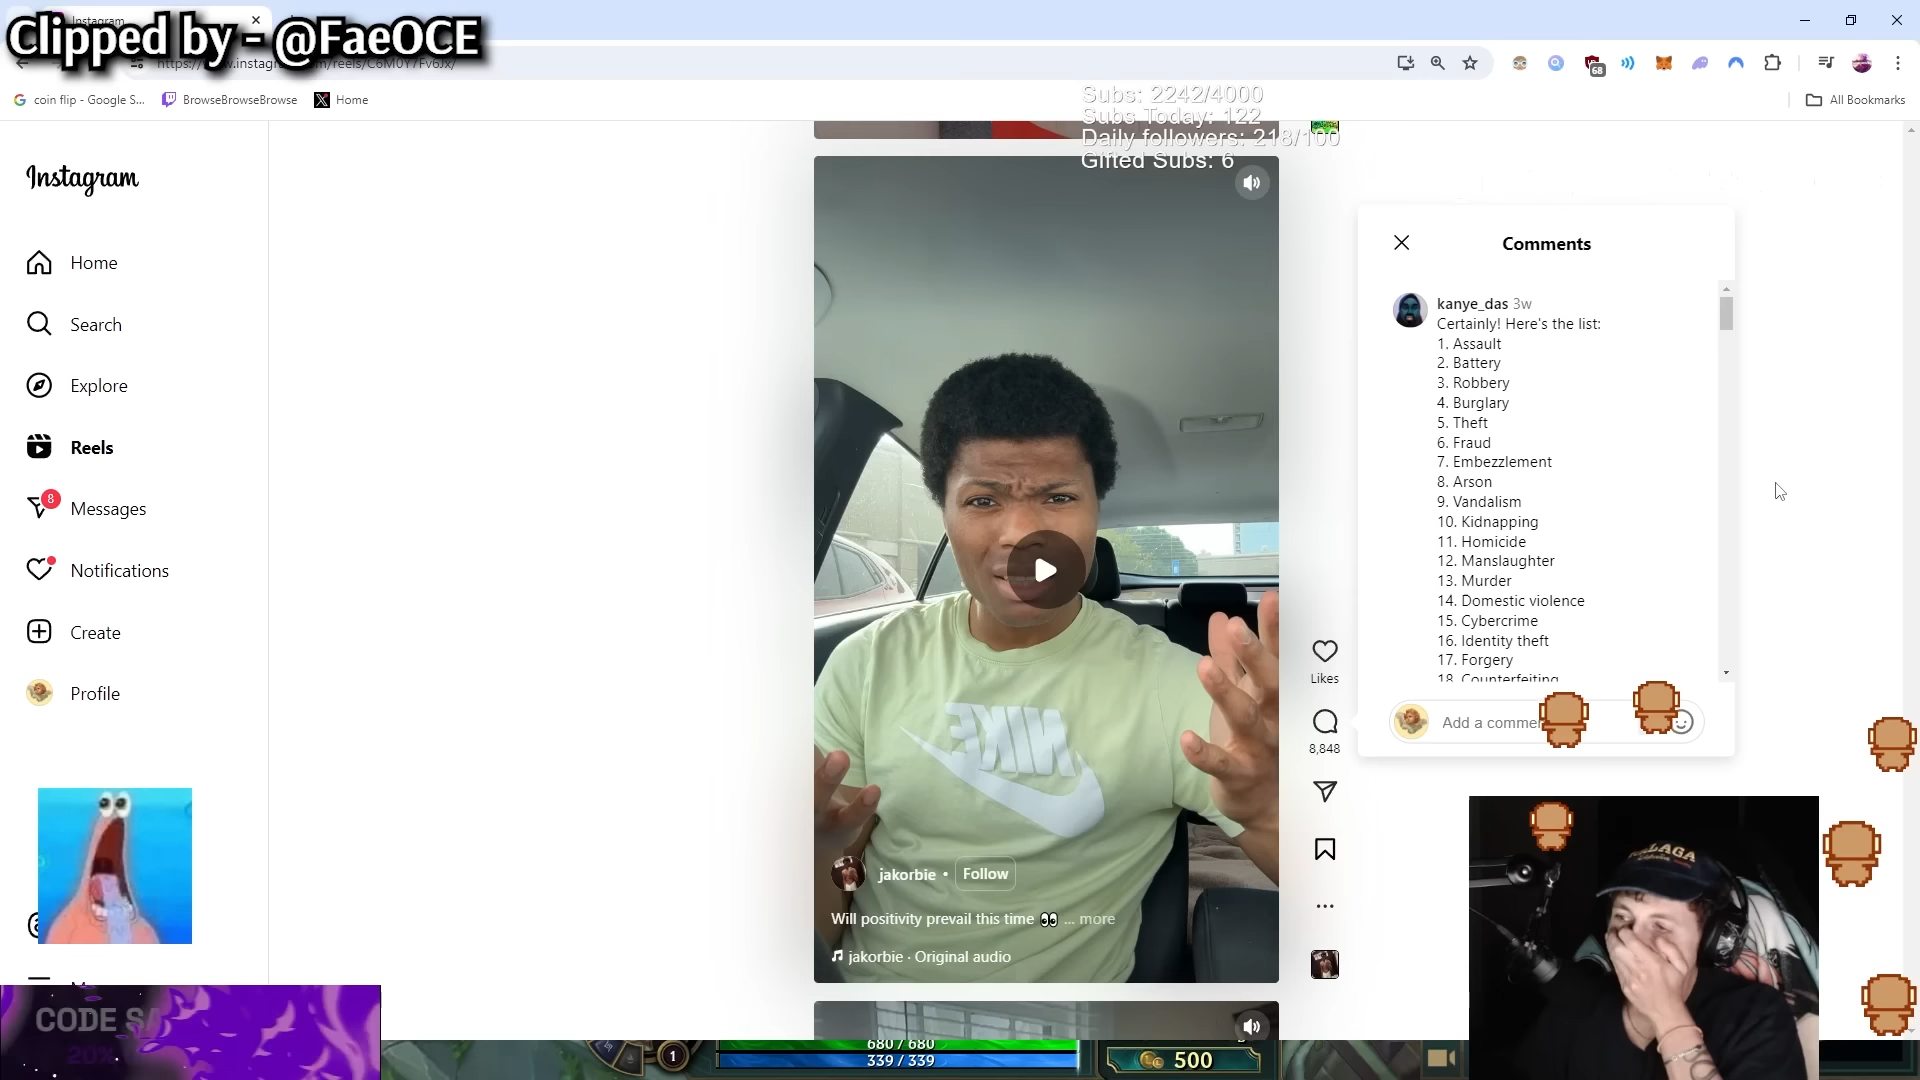 Instagram
Clipped by - @FaeOCE
coin flip - Google S...
BrowseBrowseBrowse
Home
All Bookmarks
68
Subs: 2242/4000
Subs Today: 122
Daily followers: 218/100
Gifted Subs: 6
Instagram
Home
Search
Explore
Reels
8
Messages
Notifications
Create
Profile
CODE
20%
NIKE
jakorbie • Follow
Will positivity prevail this time 👀 ... more
jakorbie · Original audio
Likes
8,848
Comments
kanye_das 3w
Certainly! Here's the list:
1. Assault
2. Battery
3. Robbery
4. Burglary
5. Theft
6. Fraud
7. Embezzlement
8. Arson
9. Vandalism
10. Kidnapping
11. Homicide
12. Manslaughter
13. Murder
14. Domestic violence
15. Cybercrime
16. Identity theft
17. Forgery
18. Counterfeiting
Add a comme
1
680 / 680
339 / 339
500